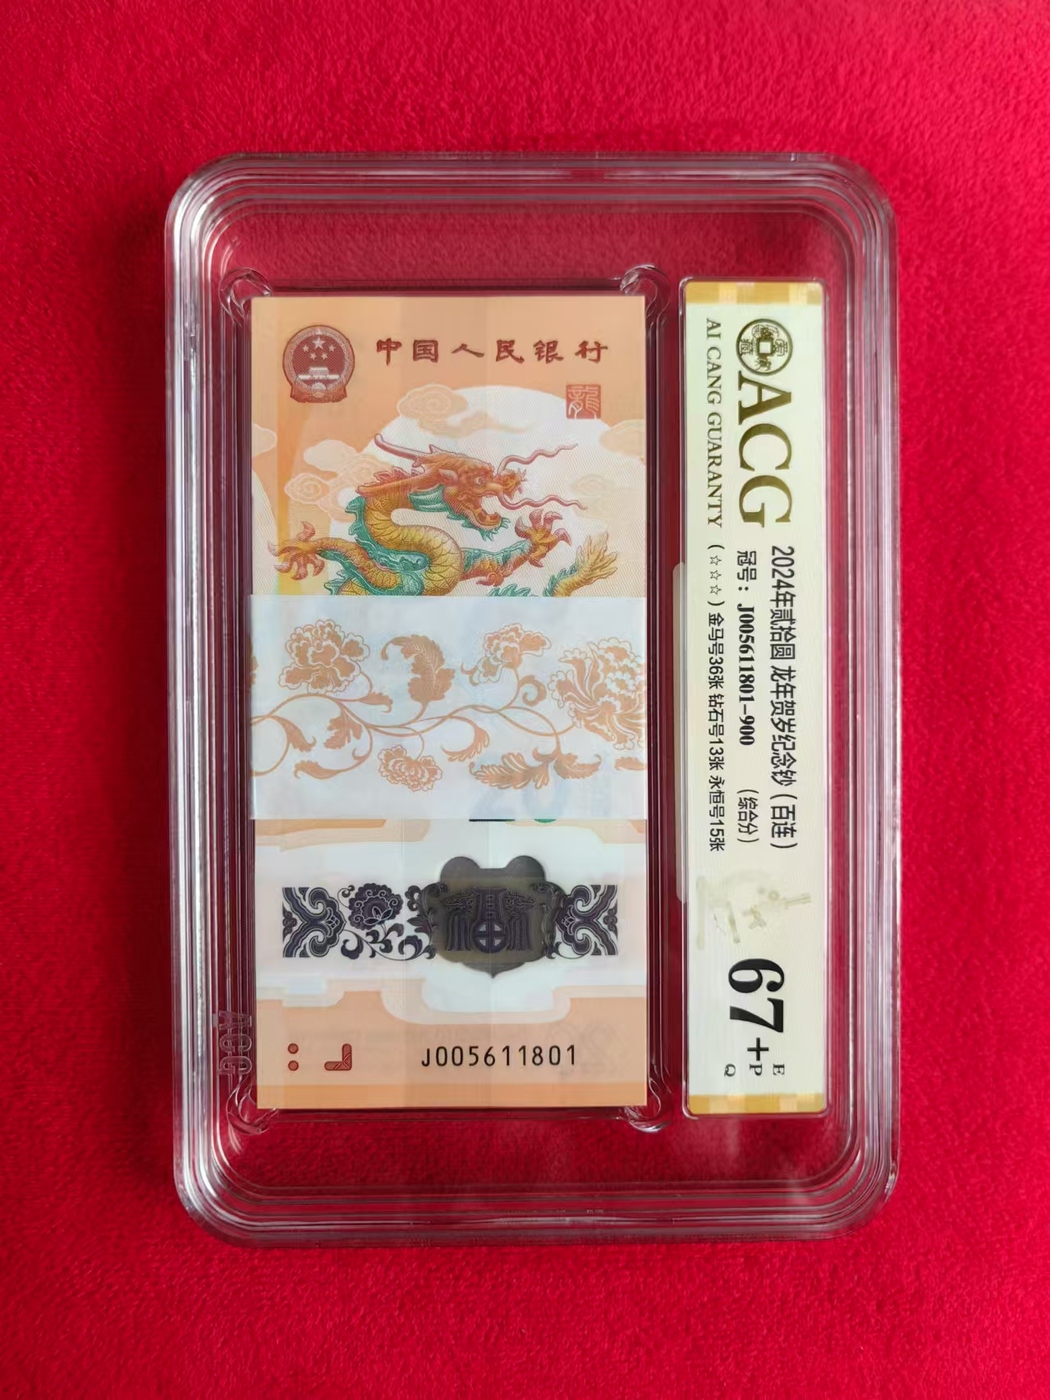 中国人民银行
龍
J005611801
ACG
ACG
AI CANG GUARANTY
2024年贰拾圆 龙年贺岁纪念钞（百连）
冠号：J005611801-900 （综合分）
（☆☆☆）金马号36张 钻石号13张 永恒号15张
67+
E
P
Q